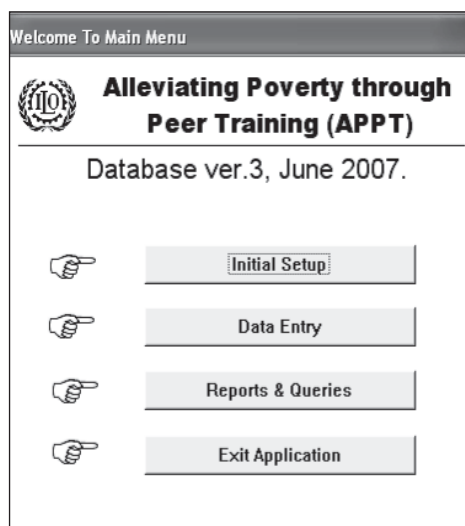 Welcome To Main Menu
ILO
Alleviating Poverty through
Peer Training (APPT)
Database ver.3, June 2007.
Initial Setup
Data Entry
Reports & Queries
Exit Application